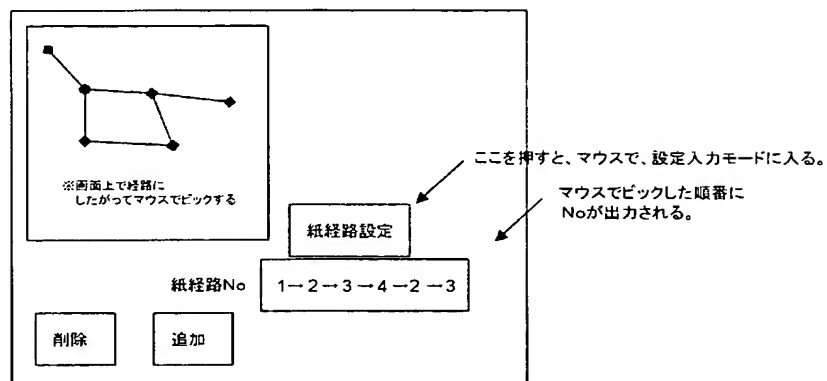 ※画面上で経路に
したがってマウスでピックする
ここを押すと、マウスで、設定入力モードに入る。
マウスでピックした順番に
Noが出力される。
紙経路設定
紙経路No
1→2→3→4→2→3
削除
追加